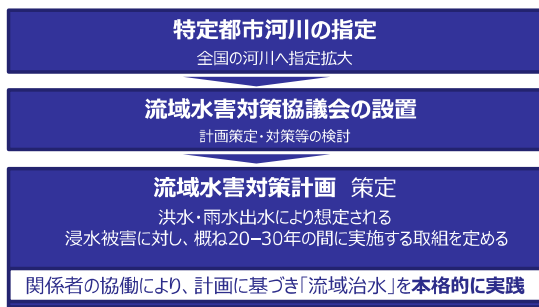 特定都市河川の指定
全国の河川へ指定拡大
流域水害対策協議会の設置
計画策定・対策等の検討
流域水害対策計画 策定
洪水・雨水出水により想定される
浸水被害に対し、概ね20−30年の間に実施する取組を定める
関係者の協働により、計画に基づき「流域治水」を本格的に実践